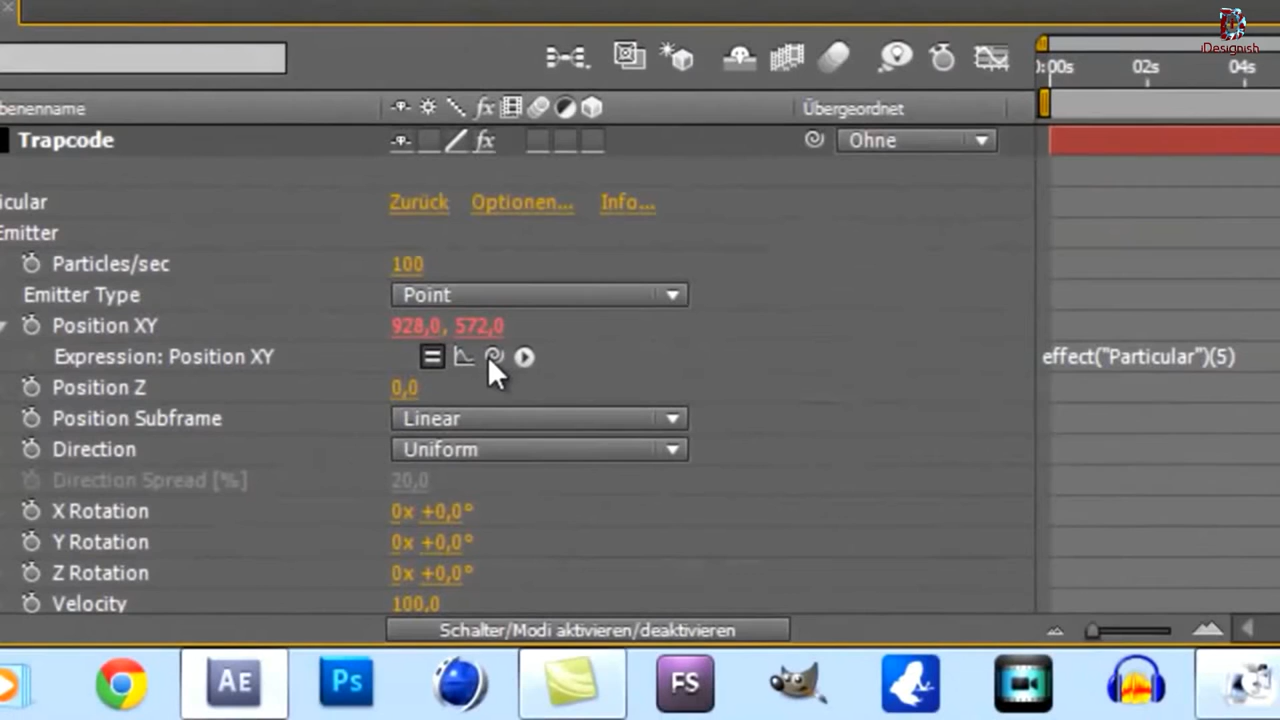 iDesignish
0:00s 02s 04s
benenname fx Übergeordnet
Trapcode fx Ohne
icular Zurück Optionen... Info...
Emitter
Particles/sec 100
Emitter Type Point
Position XY 928,0, 572,0
Expression: Position XY effect("Particular")(5)
Position Z 0,0
Position Subframe Linear
Direction Uniform
Direction Spread [%] 20,0
X Rotation 0x +0,0°
Y Rotation 0x +0,0°
Z Rotation 0x +0,0°
Velocity 100,0
Schalter/Modi aktivieren/deaktivieren
AE Ps FS